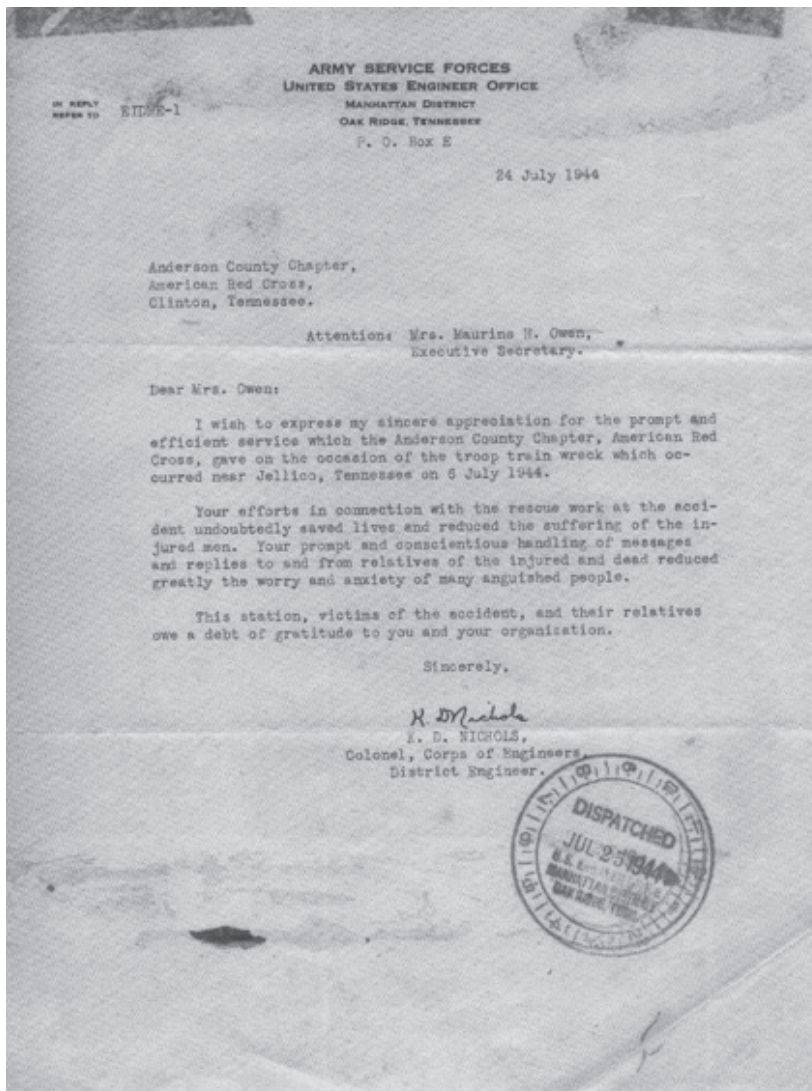 ARMY SERVICE FORCES
UNITED STATES ENGINEER OFFICE
MANHATTAN DISTRICT
OAK RIDGE, TENNESSEE
IN REPLY
REFER TO EIDME-1
P. O. Box E
24 July 1944
Anderson County Chapter,
American Red Cross,
Clinton, Tennessee.
Attention: Mrs. Maurine H. Owen,
Executive Secretary.
Dear Mrs. Owen:
I wish to express my sincere appreciation for the prompt and
efficient service which the Anderson County Chapter, American Red
Cross, gave on the occasion of the troop train wreck which oc-
curred near Jellico, Tennessee on 6 July 1944.
Your efforts in connection with the rescue work at the acci-
dent undoubtedly saved lives and reduced the suffering of the in-
jured men. Your prompt and conscientious handling of messages
and replies to and from relatives of the injured and dead reduced
greatly the worry and anxiety of many anguished people.
This station, victims of the accident, and their relatives
owe a debt of gratitude to you and your organization.
Sincerely,
K. D. Nichols
K. D. NICHOLS,
Colonel, Corps of Engineers,
District Engineer.
DISPATCHED
JUL 25 1944
MANHATTAN DISTRICT
OAK RIDGE, TENN.